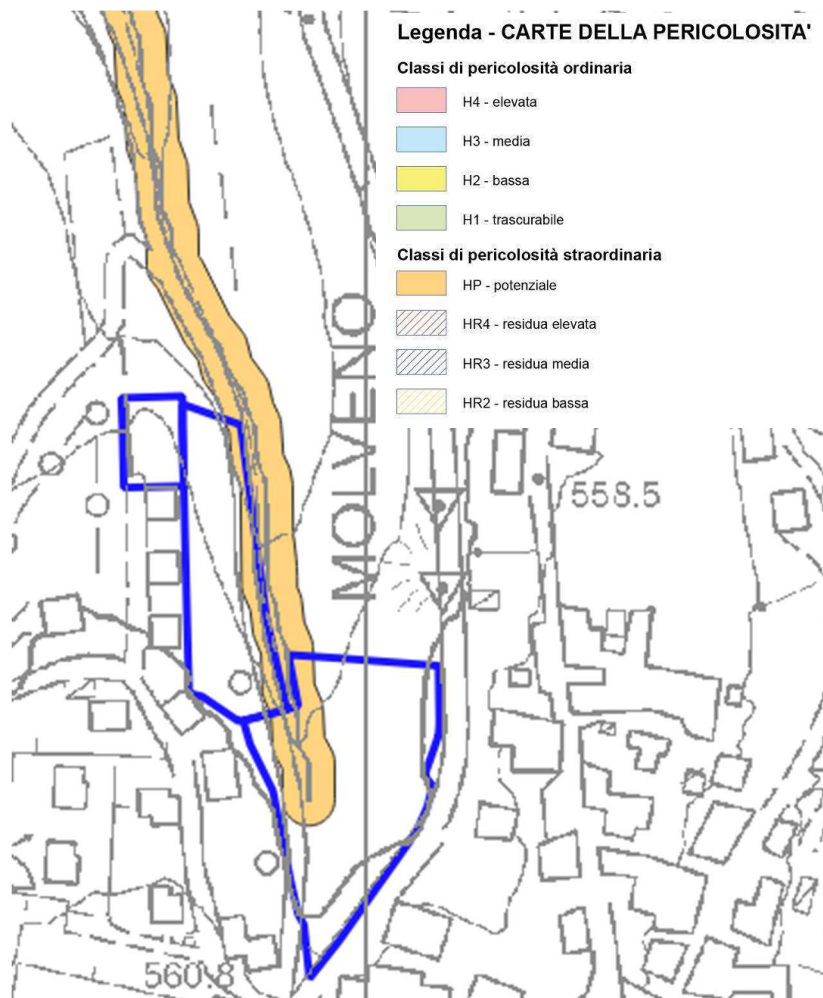 Legenda - CARTE DELLA PERICOLOSITA'
Classi di pericolosità ordinaria
H4 - elevata
H3 - media
H2 - bassa
H1 - trascurabile
Classi di pericolosità straordinaria
HP - potenziale
HR4 - residua elevata
HR3 - residua media
HR2 - residua bassa
MOLVENO
558.5
560.8